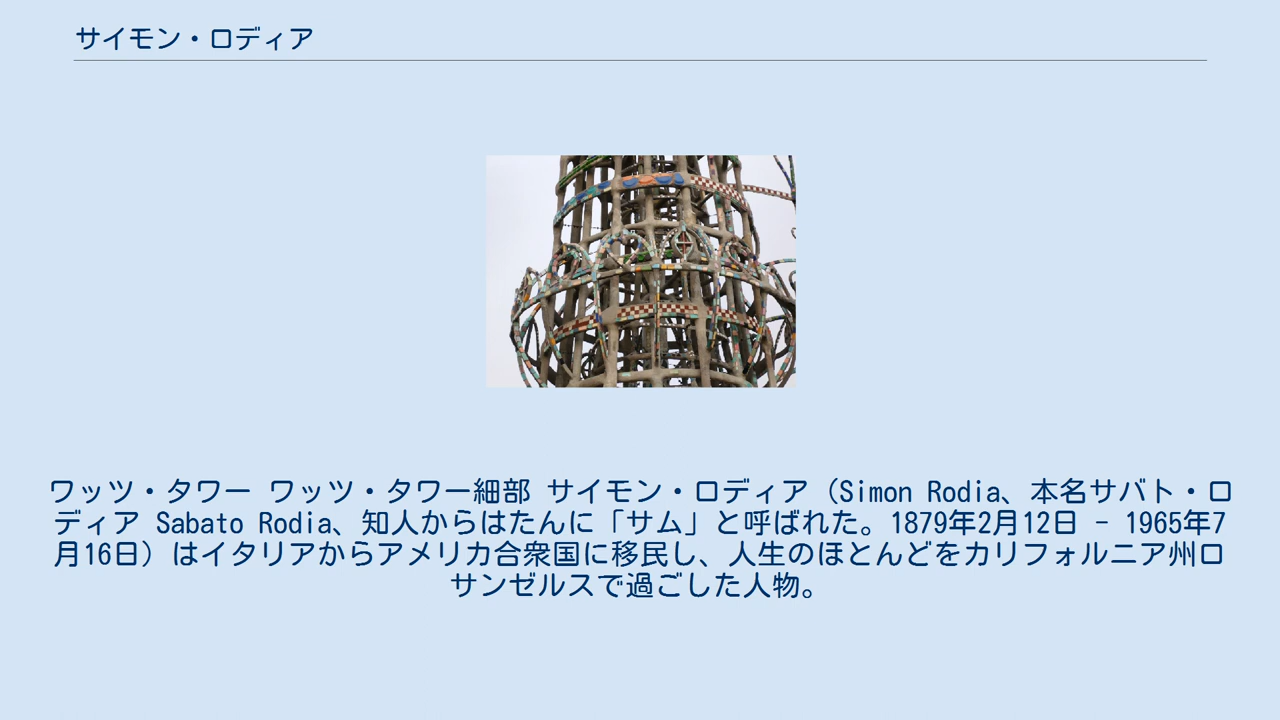 サイモン・ロディア
ワッツ・タワー ワッツ・タワー細部 サイモン・ロディア（Simon Rodia、本名サバト・ロ
ディア Sabato Rodia、知人からはたんに「サム」と呼ばれた。1879年2月12日 - 1965年7
月16日）はイタリアからアメリカ合衆国に移民し、人生のほとんどをカリフォルニア州ロ
サンゼルスで過ごした人物。